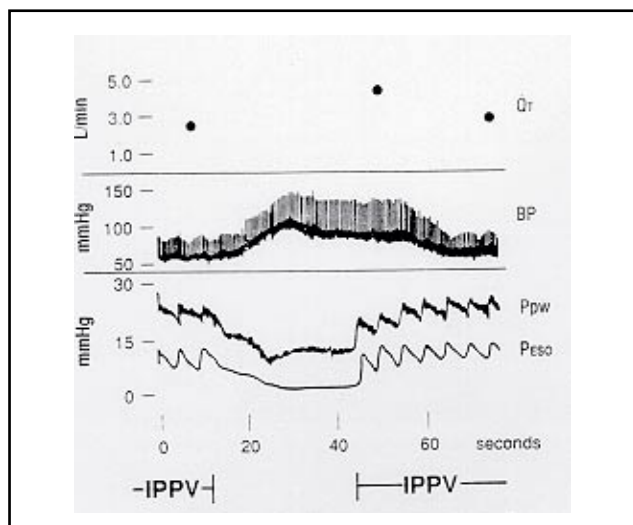 L/min
5.0
3.0
1.0
Q̇T
mmHg
150
100
50
BP
mmHg
30
15
0
Ppw
PESO
0 20 40 60 seconds
IPPV IPPV